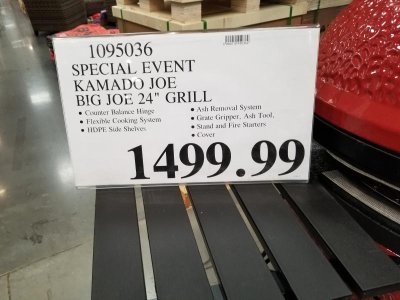 1095036
SPECIAL EVENT
KAMADO JOE
BIG JOE 24" GRILL
• Counter Balance Hinge
• Flexible Cooking System
• HDPE Side Shelves
• Ash Removal System
• Grate Gripper, Ash Tool,
• Stand and Fire Starters
• Cover
1499.99